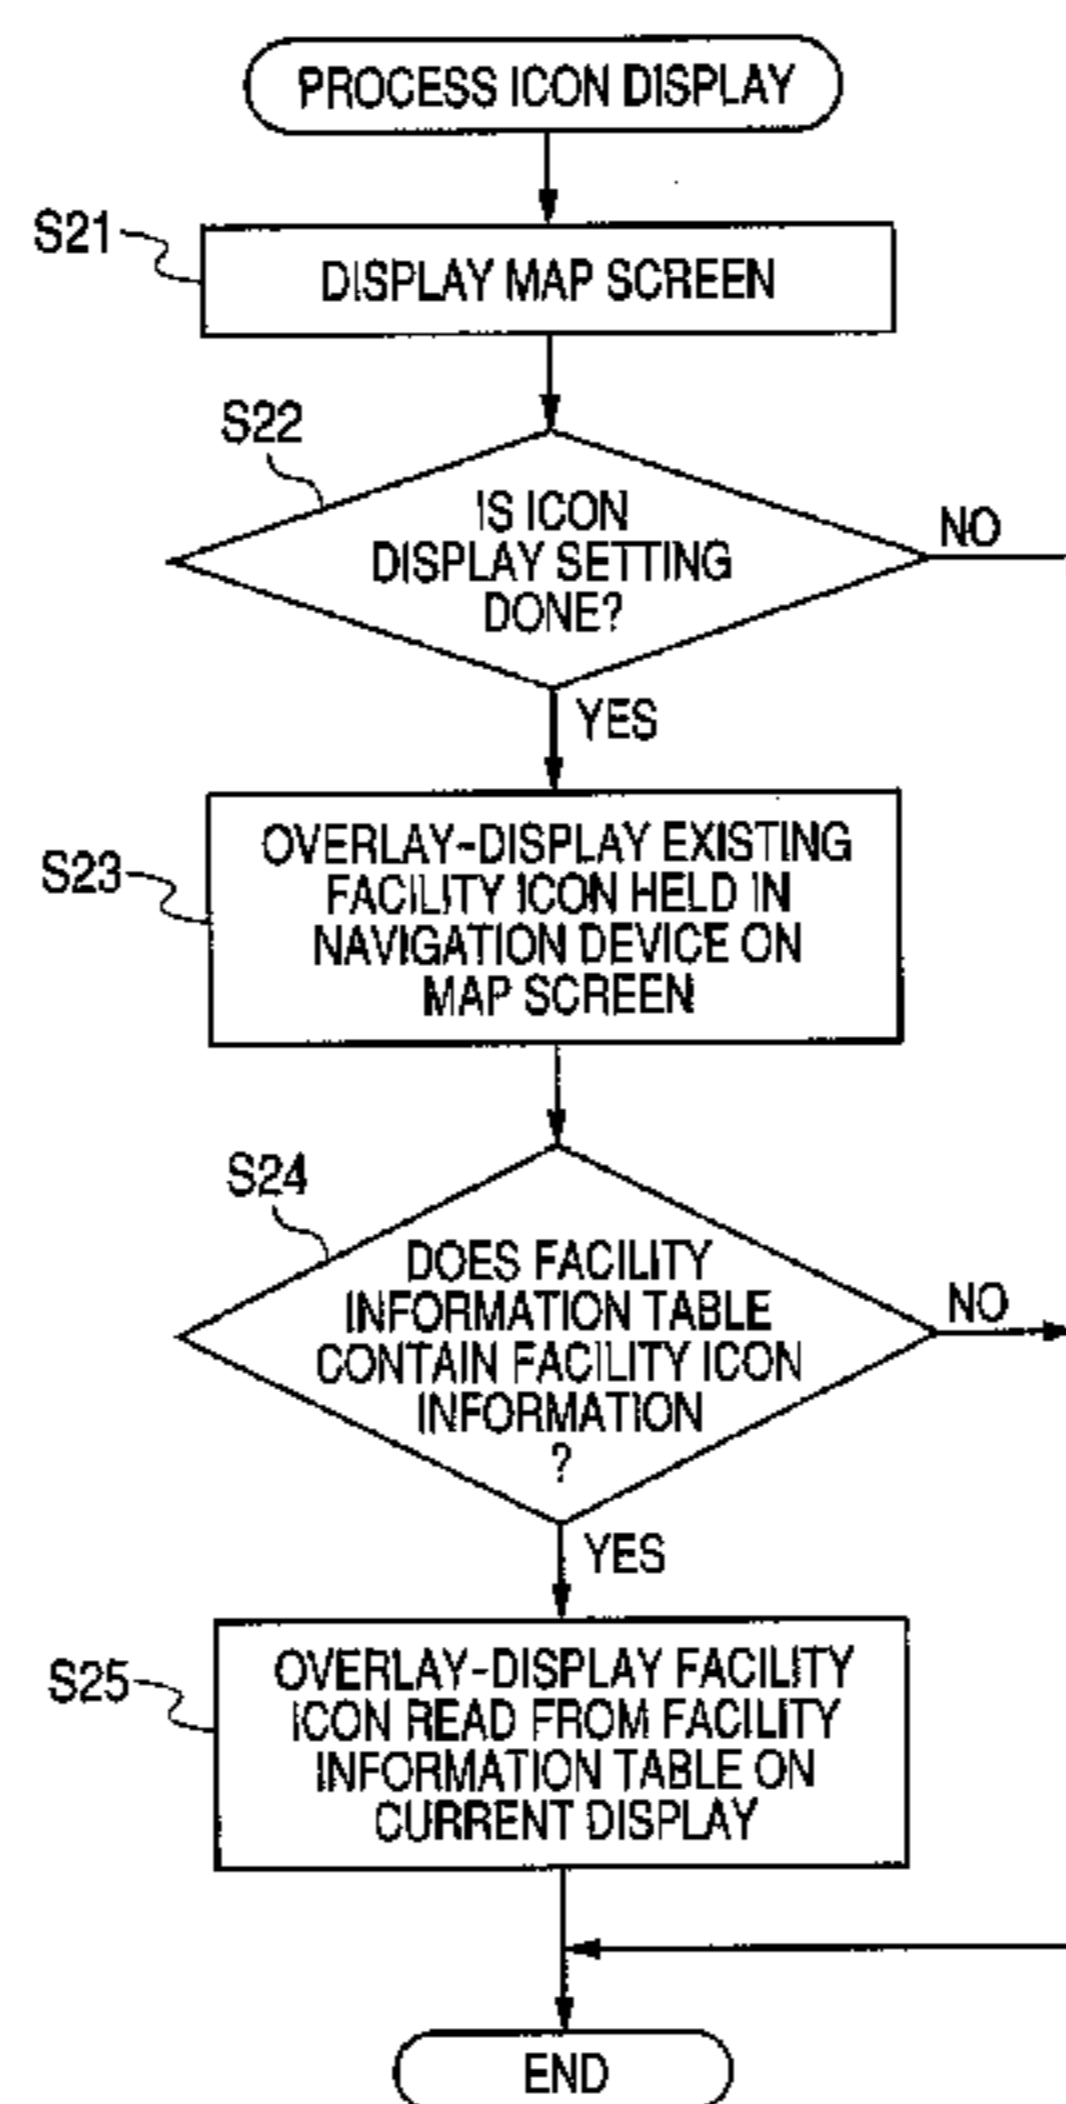 PROCESS ICON DISPLAY
S21
DISPLAY MAP SCREEN
S22
IS ICON
DISPLAY SETTING
DONE?
NO
YES
S23
OVERLAY-DISPLAY EXISTING
FACILITY ICON HELD IN
NAVIGATION DEVICE ON
MAP SCREEN
S24
DOES FACILITY
INFORMATION TABLE
CONTAIN FACILITY ICON
INFORMATION
?
NO
YES
S25
OVERLAY-DISPLAY FACILITY
ICON READ FROM FACILITY
INFORMATION TABLE ON
CURRENT DISPLAY
END